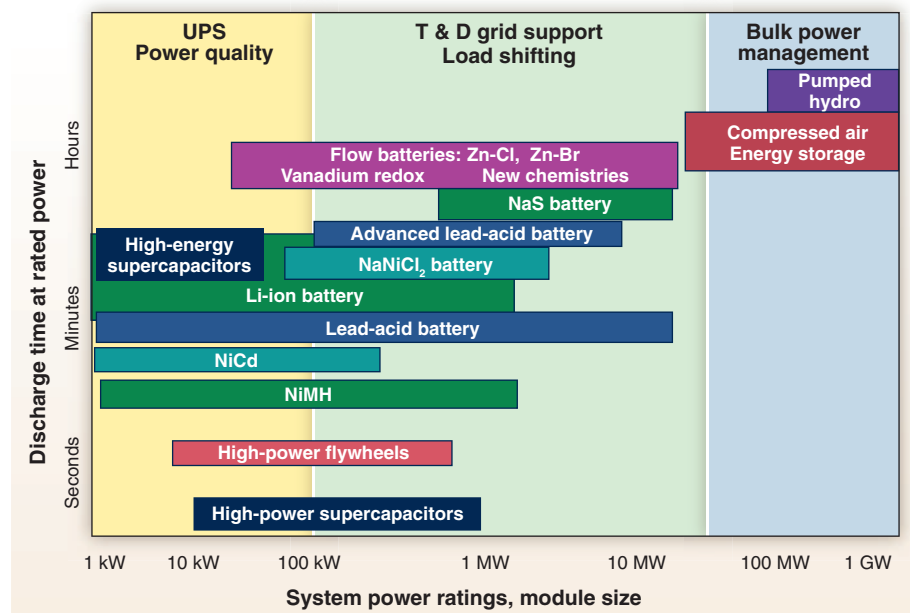 UPS
Power quality
T & D grid support
Load shifting
Bulk power
management
Pumped
hydro
Compressed air
Energy storage
Flow batteries: Zn-Cl, Zn-Br
Vanadium redox New chemistries
NaS battery
Advanced lead-acid battery
High-energy
supercapacitors
NaNiCl₂ battery
Li-ion battery
Lead-acid battery
NiCd
NiMH
High-power flywheels
High-power supercapacitors
Discharge time at rated power
Hours
Minutes
Seconds
1 kW 10 kW 100 kW 1 MW 10 MW 100 MW 1 GW
System power ratings, module size